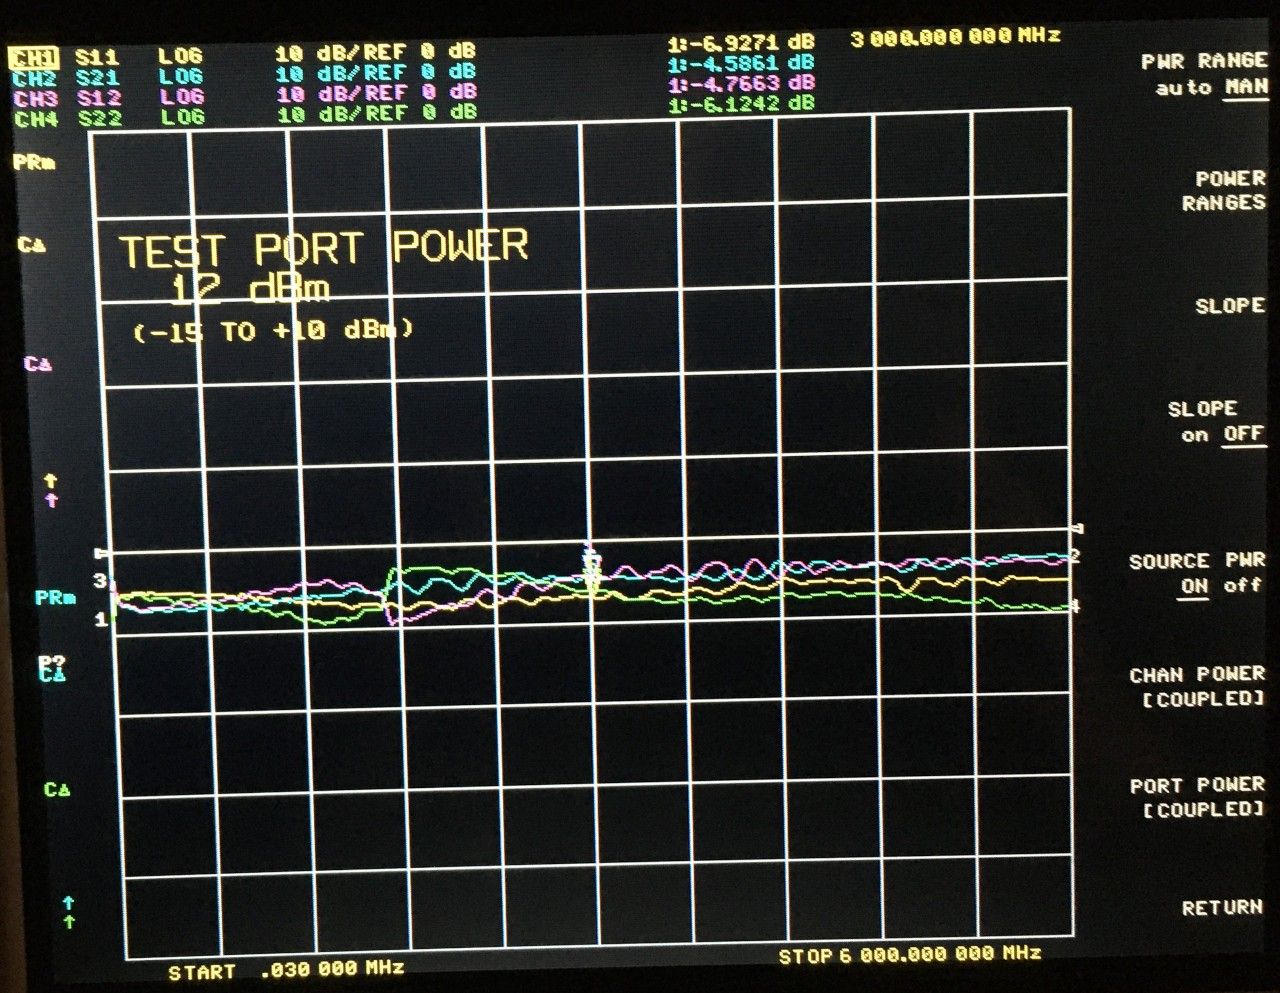 CH1 S11 LOG 10 dB/REF 0 dB 1:-6.9271 dB 3 000.000 000 MHz
CH2 S21 LOG 10 dB/REF 0 dB 1:-4.5861 dB
CH3 S12 LOG 10 dB/REF 0 dB 1:-4.7663 dB
CH4 S22 LOG 10 dB/REF 0 dB 1:-6.1242 dB
PWR RANGE
auto MAN
PRm
POWER
RANGES
CΔ
TEST PORT POWER
12 dBm
(-15 TO +10 dBm)
SLOPE
CΔ
SLOPE
on OFF
↑
↑
3
2
SOURCE PWR
ON off
PRm
1
4
P?
CΔ
CHAN POWER
[COUPLED]
CΔ
PORT POWER
[COUPLED]
↑
↑
RETURN
START .030 000 MHz STOP 6 000.000 000 MHz